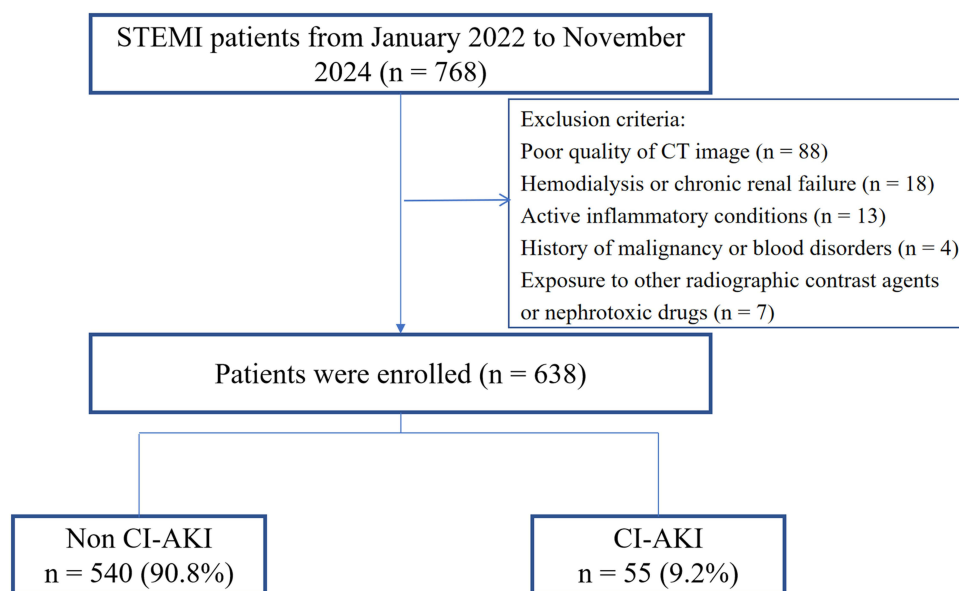 STEMI patients from January 2022 to November
2024 (n = 768)
Exclusion criteria:
Poor quality of CT image (n = 88)
Hemodialysis or chronic renal failure (n = 18)
Active inflammatory conditions (n = 13)
History of malignancy or blood disorders (n = 4)
Exposure to other radiographic contrast agents
or nephrotoxic drugs (n = 7)
Patients were enrolled (n = 638)
Non CI-AKI
n = 540 (90.8%)
CI-AKI
n = 55 (9.2%)